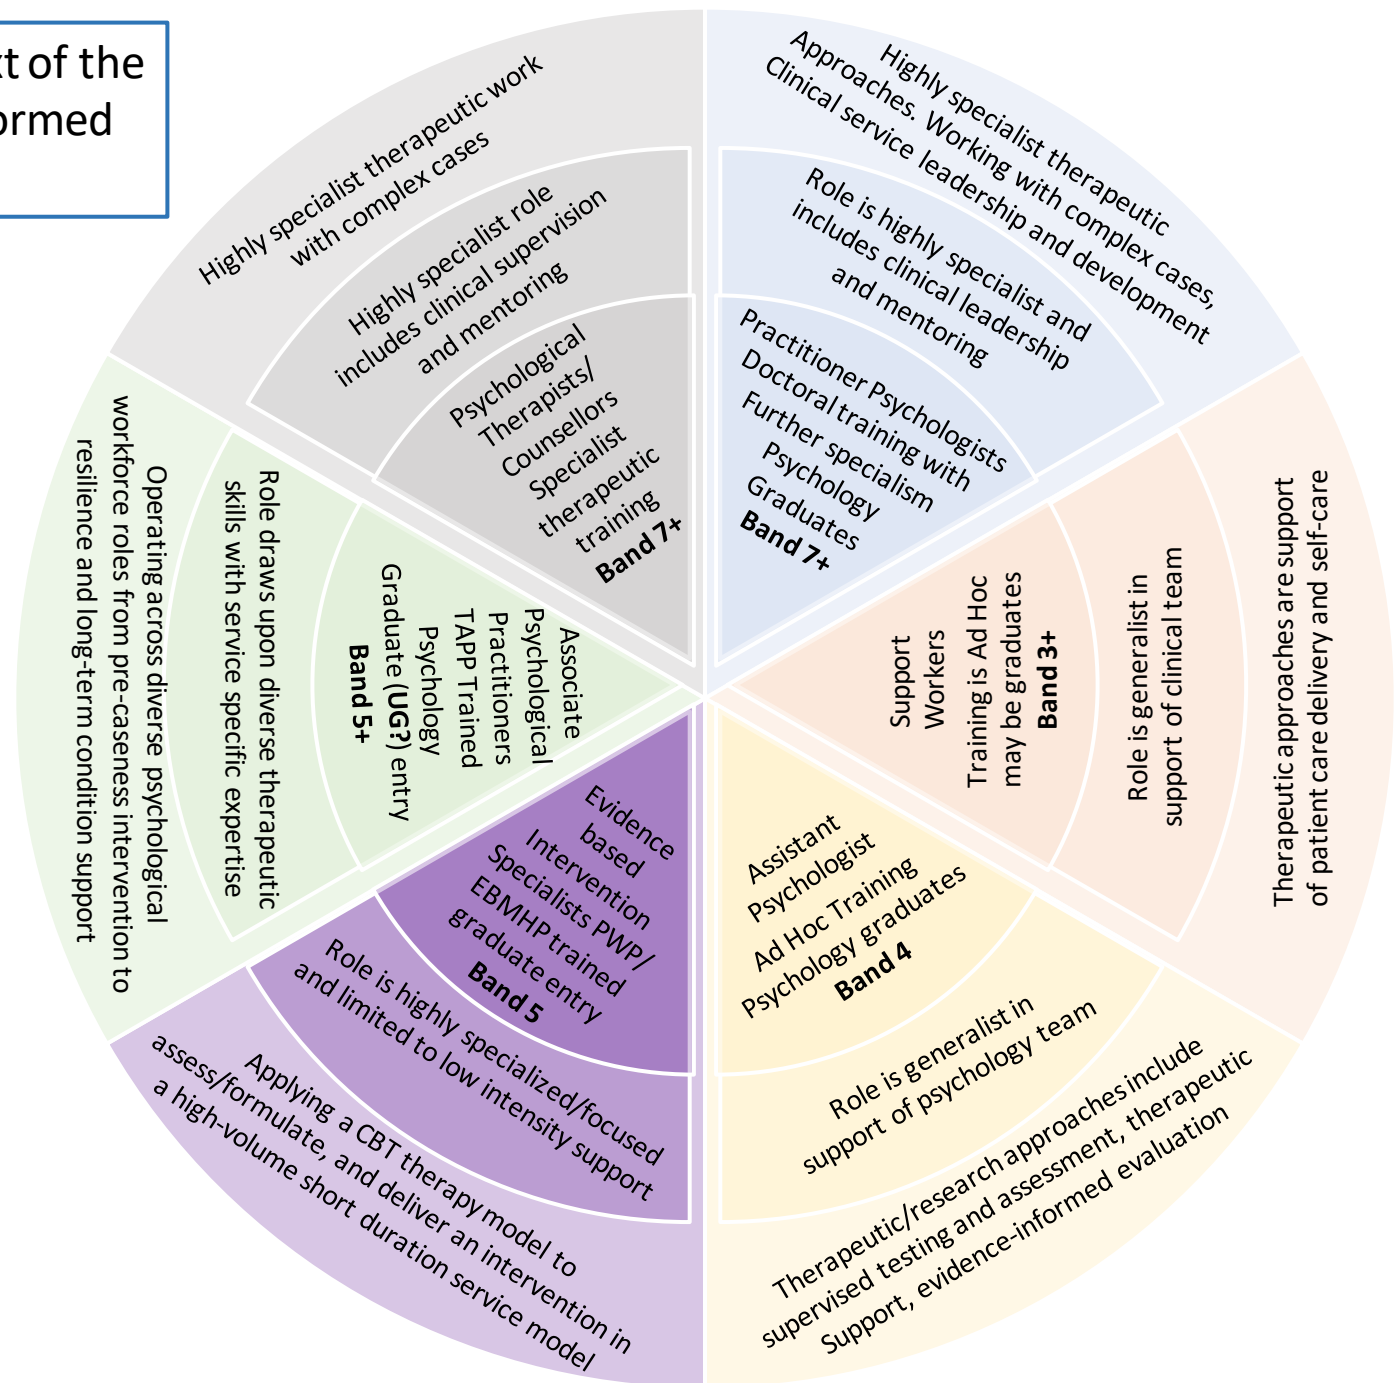 xt of the
ormed
Highly specialist therapeutic work
with complex cases
Highly specialist role
includes clinical supervision
and mentoring
Psychological
Therapists/
Counsellors
Specialist
therapeutic
training
Band 7+
Highly specialist therapeutic
Approaches. Working with complex cases,
Clinical service leadership and development
Role is highly specialist and
includes clinical leadership
and mentoring
Practitioner Psychologists
Doctoral training with
Further specialism
Psychology
Graduates
Band 7+
Support
Workers
Training is Ad Hoc
may be graduates
Band 3+
Role is generalist in
support of clinical team
Therapeutic approaches are support
of patient care delivery and self-care
Assistant
Psychologist
Ad Hoc Training
Psychology graduates
Band 4
Role is generalist in
support of psychology team
Therapeutic/research approaches include
supervised testing and assessment, therapeutic
Support, evidence-informed evaluation
Evidence
based
Intervention
Specialists PWP/
EBMHP trained
graduate entry
Band 5
Role is highly specialized/focused
and limited to low intensity support
Applying a CBT therapy model to
assess/formulate, and deliver an intervention in
a high-volume short duration service model
Associate
Psychological
Practitioners
TAPP Trained
Psychology
Graduate (UG?) entry
Band 5+
Role draws upon diverse therapeutic
skills with service specific expertise
Operating across diverse psychological
workforce roles from pre-caseness intervention to
resilience and long-term condition support